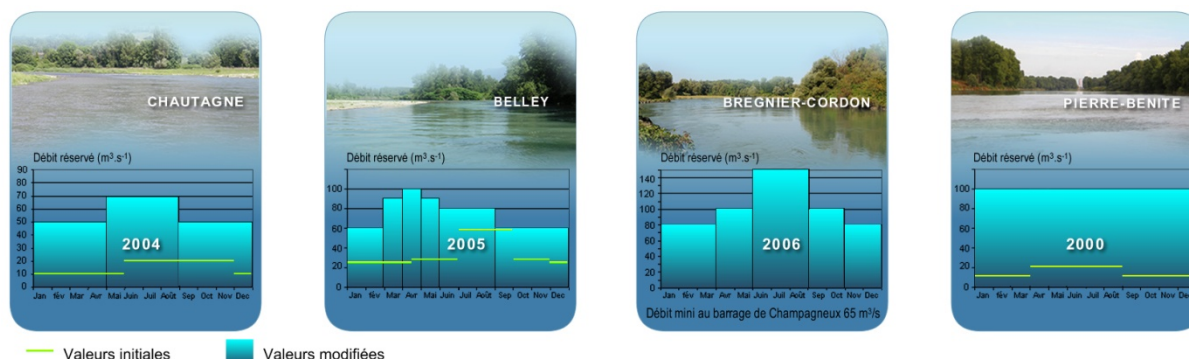 CHAUTAGNE
Débit réservé (m³.s⁻¹)
90
80
70
60
50
40
30
20
10
0
2004
Jan fév Mar Avr Mai Juin Juil Août Sep Oct Nov Dec
BELLEY
Débit réservé (m³.s⁻¹)
100
80
60
40
20
0
2005
Jan fév Mar Avr Mai Juin Juil Août Sep Oct Nov Dec
BREGNIER-CORDON
Débit réservé (m³.s⁻¹)
140
120
100
80
60
40
20
0
2006
Jan fév Mar Avr Mai Juin Juil Août Sep Oct Nov Dec
Débit mini au barrage de Champagneux 65 m³/s
PIERRE-BENITE
Débit réservé (m³.s⁻¹)
100
80
60
40
20
0
2000
Jan fév Mar Avr Mai Juin Juil Août Sep Oct Nov Dec
Valeurs initiales
Valeurs modifiées